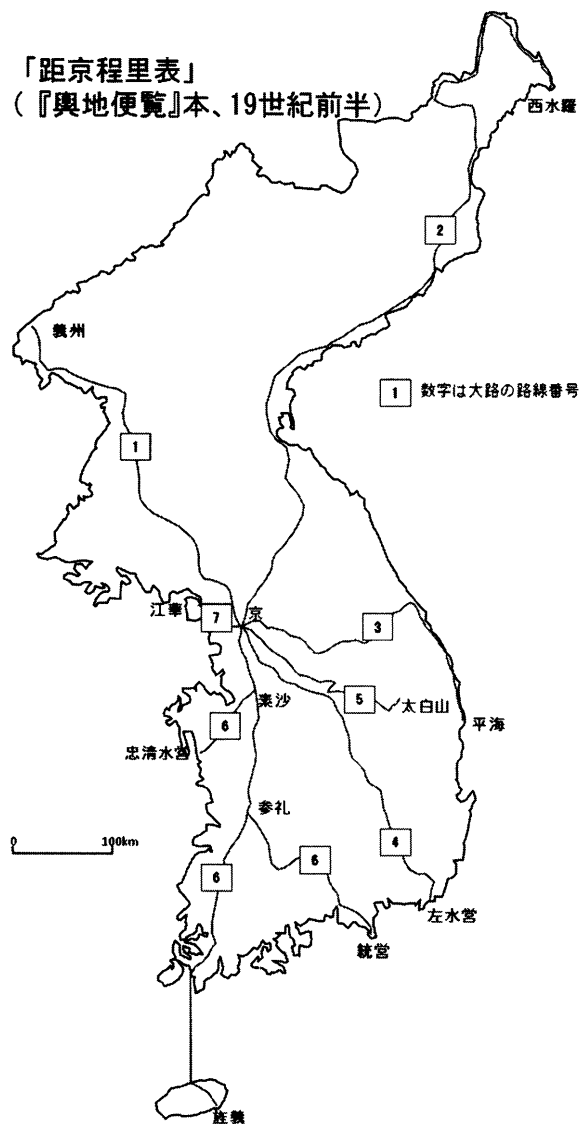 「距京程里表」
(『輿地便覧』本、19世紀前半)
西水羅
2
義州
1 数字は大路の路線番号
1
江華
7
京
3
素沙
5
太白山
6
忠清水営
平海
参礼
0 100km
4
6
6
左水営
統営
旌義